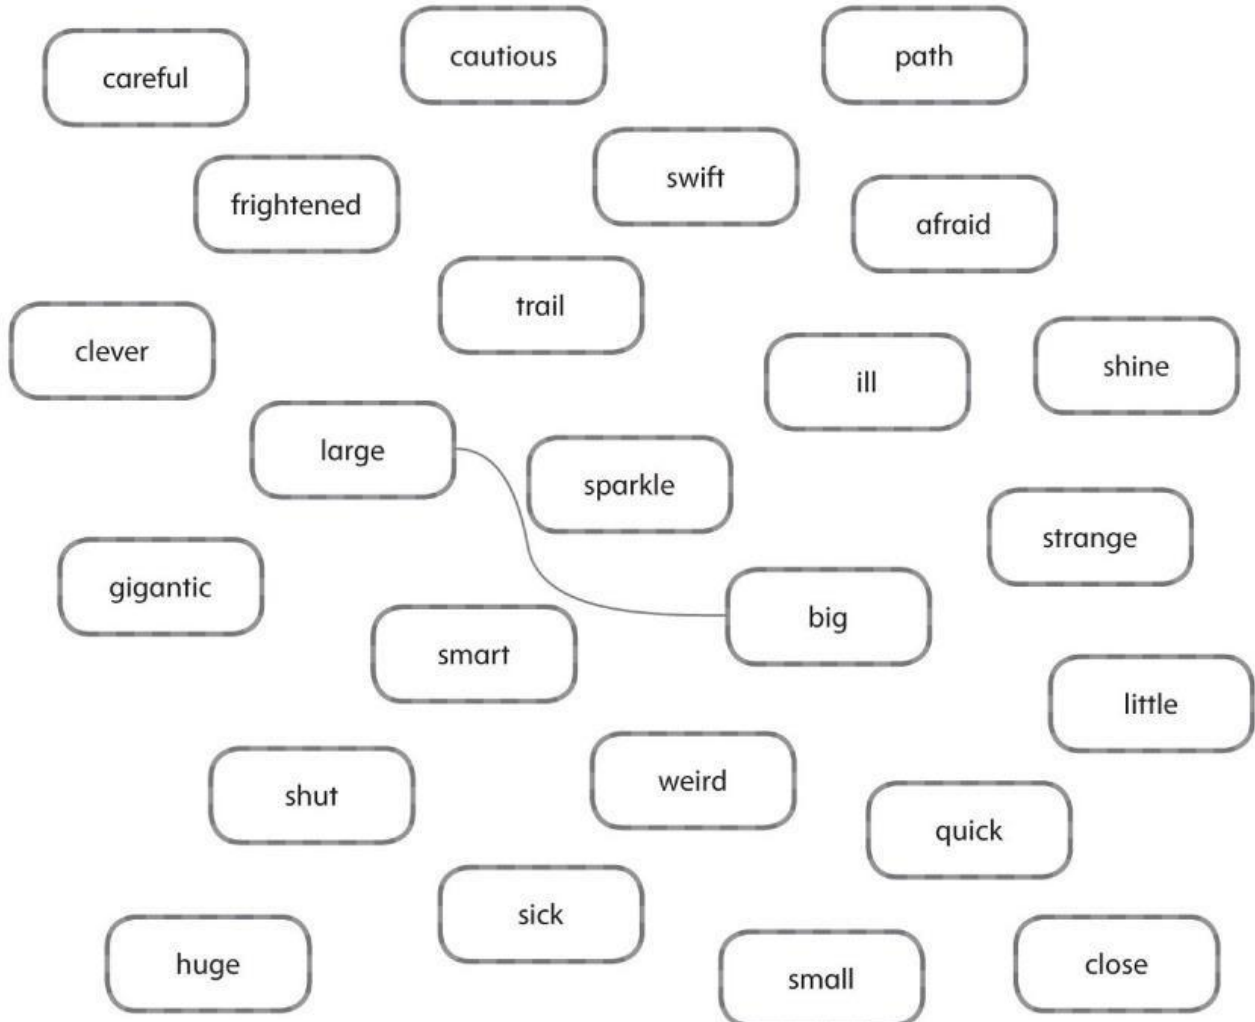 careful
cautious
path
frightened
swift
afraid
trail
clever
ill
shine
large
sparkle
strange
gigantic
smart
big
little
shut
weird
quick
sick
huge
small
close